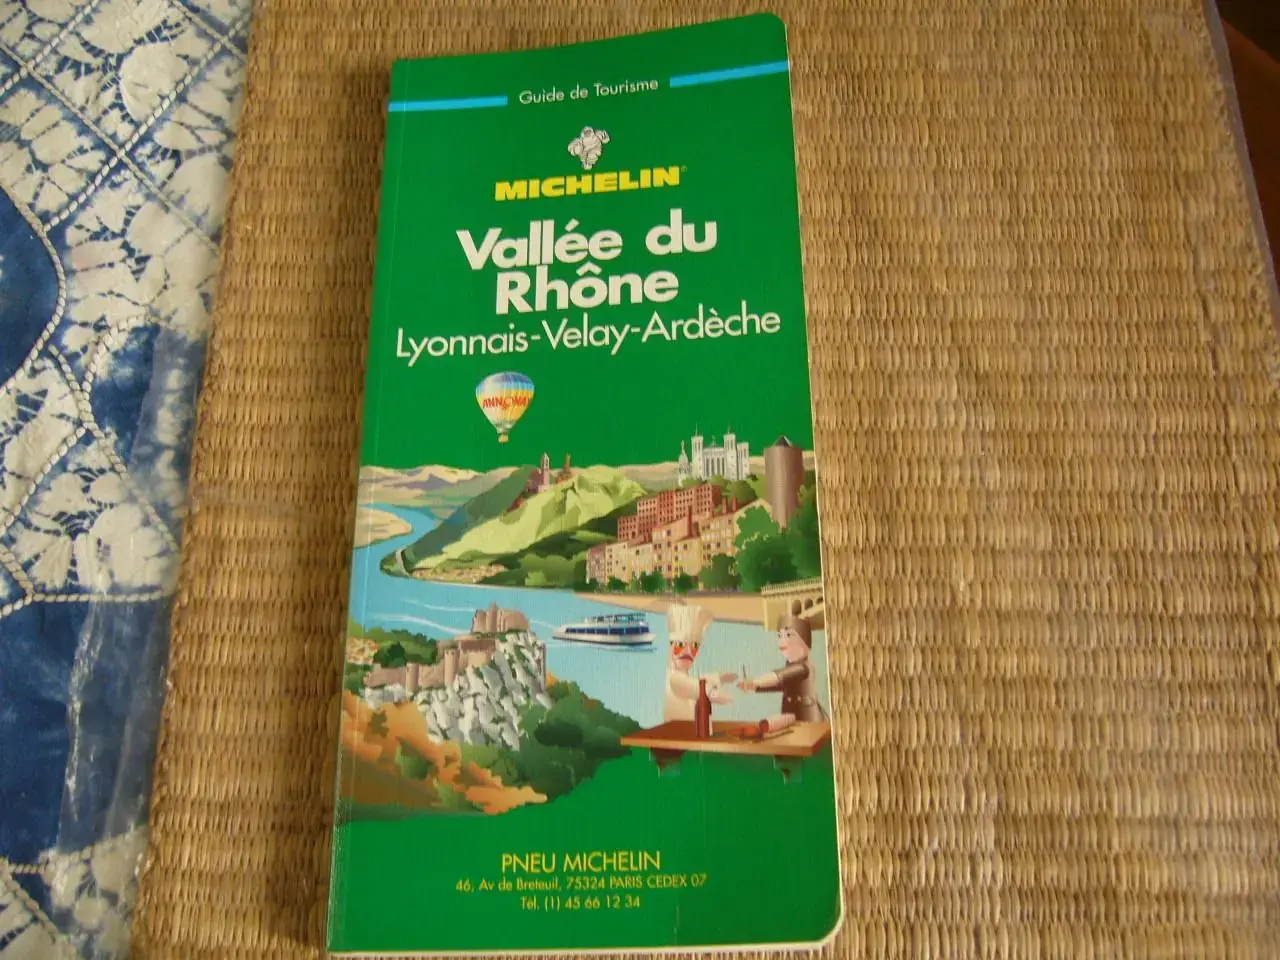 Guide de Tourisme
MICHELIN
Vallée du
Rhône
Lyonnais-Velay-Ardèche
PNEU MICHELIN
46, Av de Breteuil, 75324 PARIS CEDEX 07
Tél. (1) 45 66 12 34